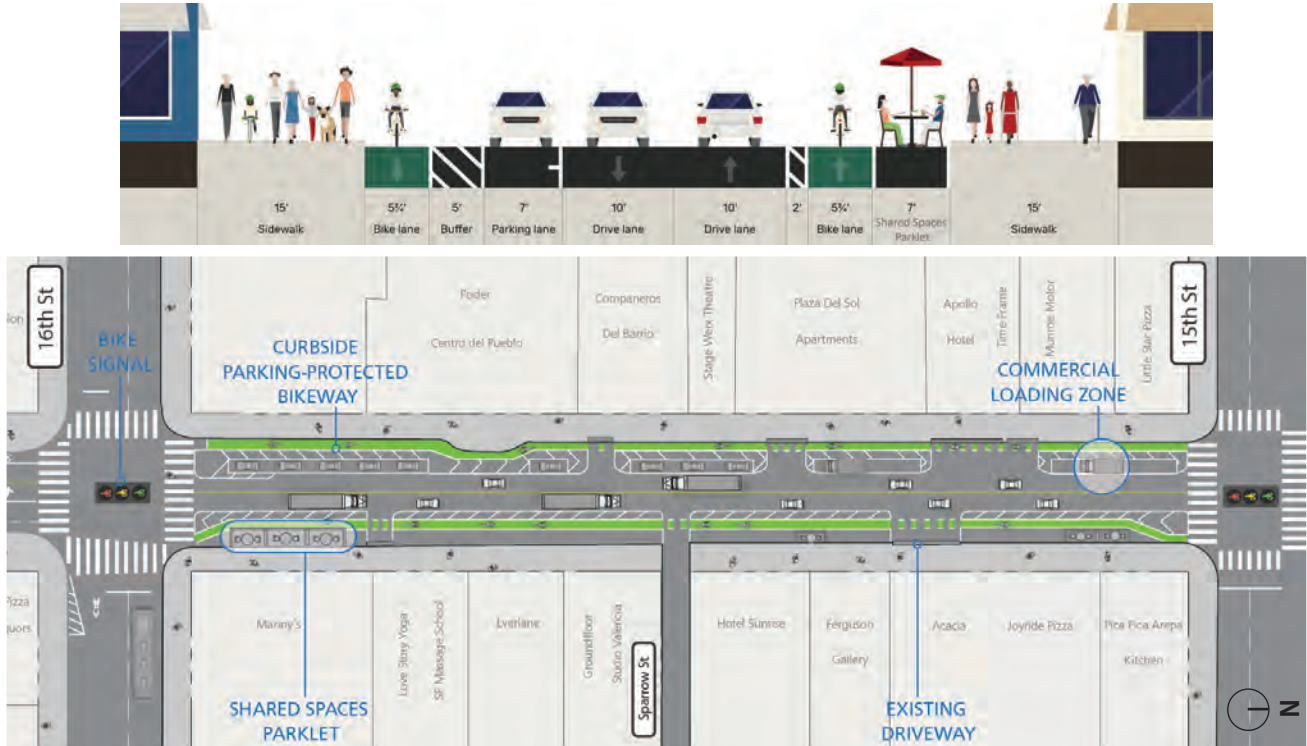 15'
Sidewalk
5¾'
Bike lane
5'
Buffer
7'
Parking lane
10'
Drive lane
10'
Drive lane
2'
5¾'
Bike lane
7'
Shared Spaces
Parklet
15'
Sidewalk
16th St
15th St
BIKE
SIGNAL
CURBSIDE
PARKING-PROTECTED
BIKEWAY
Centro del Pueblo
Companeros
Del Barrio
Stage Werx Theatre
Plaza Del Sol
Apartments
Apollo
Hotel
Time Frame
Little Star Pizza
COMMERCIAL
LOADING ZONE
Pizza
Manny's
Love Story Yoga
SF Massage School
Everlane
Groundfloor
Studio Valencia
Sparrow St
Hotel Sunrise
Ferguson
Gallery
Acacia
Joyride Pizza
Pica Pica Arepa
Kitchen
SHARED SPACES
PARKLET
EXISTING
DRIVEWAY
N